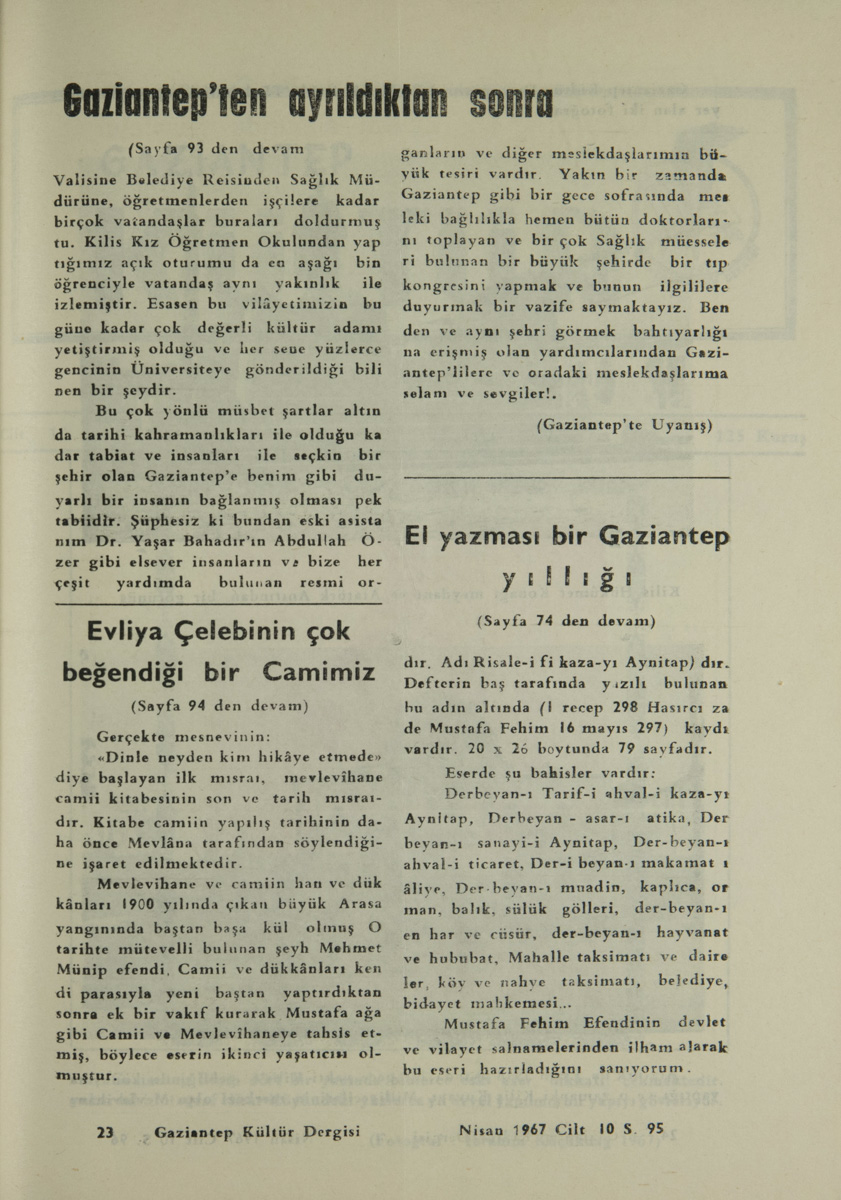 Gaziantep'ten ayrıldıktan sonra
(Sayfa 93 den devam
Valisine Belediye Reisinden Sağlık Mü-
dürüne, öğretmenlerden işçilere kadar
birçok vatandaşlar buraları doldurmuş
tu. Kilis Kız Öğretmen Okulundan yap
tığımız açık oturumu da en aşağı bin
öğrenciyle vatandaş aynı yakınlık ile
izlemiştir. Esasen bu vilâyetimizin bu
güne kadar çok değerli kültür adamı
yetiştirmiş olduğu ve her sene yüzlerce
gencinin Üniversiteye gönderildiği bili
nen bir şeydir.
Bu çok yönlü müsbet şartlar altın
da tarihi kahramanlıkları ile olduğu ka
dar tabiat ve insanları ile seçkin bir
şehir olan Gaziantep'e benim gibi du-
yarlı bir insanın bağlanmış olması pek
tabiidir. Şüphesiz ki bundan eski asista
nım Dr. Yaşar Bahadır'ın Abdullah Ö-
zer gibi elsever insanların ve bize her
çeşit yardımda bulunan resmi or-
ganların ve diğer meslekdaşlarımın bü-
yük tesiri vardır. Yakın bir zamanda
Gaziantep gibi bir gece sofrasında mes
leki bağlılıkla hemen bütün doktorları-
nı toplayan ve bir çok Sağlık müessele
ri bulunan bir büyük şehirde bir tıp
kongresini yapmak ve bunun ilgililere
duyurmak bir vazife saymaktayız. Ben
den ve aynı şehri görmek bahtıyarlığı
na erişmiş olan yardımcılarından Gazi-
antep'lilere ve oradaki meslekdaşlarıma
selam ve sevgiler!.
(Gaziantep'te Uyanış)
Evliya Çelebinin çok
beğendiği bir Camimiz
(Sayfa 94 den devam)
Gerçekte mesnevinin:
«Dinle neyden kim hikâye etmede»
diye başlayan ilk mısraı, mevlevîhane
camii kitabesinin son ve tarih mısraı-
dır. Kitabe camiin yapılış tarihinin da-
ha önce Mevlâna tarafından söylendiği-
ne işaret edilmektedir.
Mevlevihane ve camiin han ve dük
kânları 1900 yılında çıkan büyük Arasa
yangınında baştan başa kül olmuş O
tarihte mütevelli bulunan şeyh Mehmet
Münip efendi, Camii ve dükkânları ken
di parasıyla yeni baştan yaptırdıktan
sonra ek bir vakıf kurarak Mustafa ağa
gibi Camii ve Mevlevîhaneye tahsis et-
miş, böylece eserin ikinci yaşatıcısı ol-
muştur.
El yazması bir Gaziantep
yıllığı
(Sayfa 74 den devam)
dır. Adı Risale-i fi kaza-yı Aynitap) dır.
Defterin baş tarafında yazılı bulunan
bu adın altında (1 recep 298 Hasırcı za
de Mustafa Fehim 16 mayıs 297) kaydı
vardır. 20 x 26 boytunda 79 sayfadır.
Eserde şu bahisler vardır:
Derbeyan-ı Tarif-i ahval-i kaza-yı
Aynitap, Derbeyan - asar-ı atika, Der
beyan-ı sanayi-i Aynitap, Der-beyan-ı
ahval-i ticaret, Der-i beyan-ı makamat ı
âliye, Der-beyan-ı muadin, kaplıca, or
man, balık, sülük gölleri, der-beyan-ı
en har ve cüsür, der-beyan-ı hayvanat
ve hububat, Mahalle taksimatı ve daire
ler, köy ve nahye taksimatı, belediye,
bidayet mahkemesi...
Mustafa Fehim Efendinin devlet
ve vilayet salnamelerinden ilham alarak
bu eseri hazırladığını sanıyorum.
23 Gaziantep Kültür Dergisi
Nisan 1967 Cilt 10 S. 95